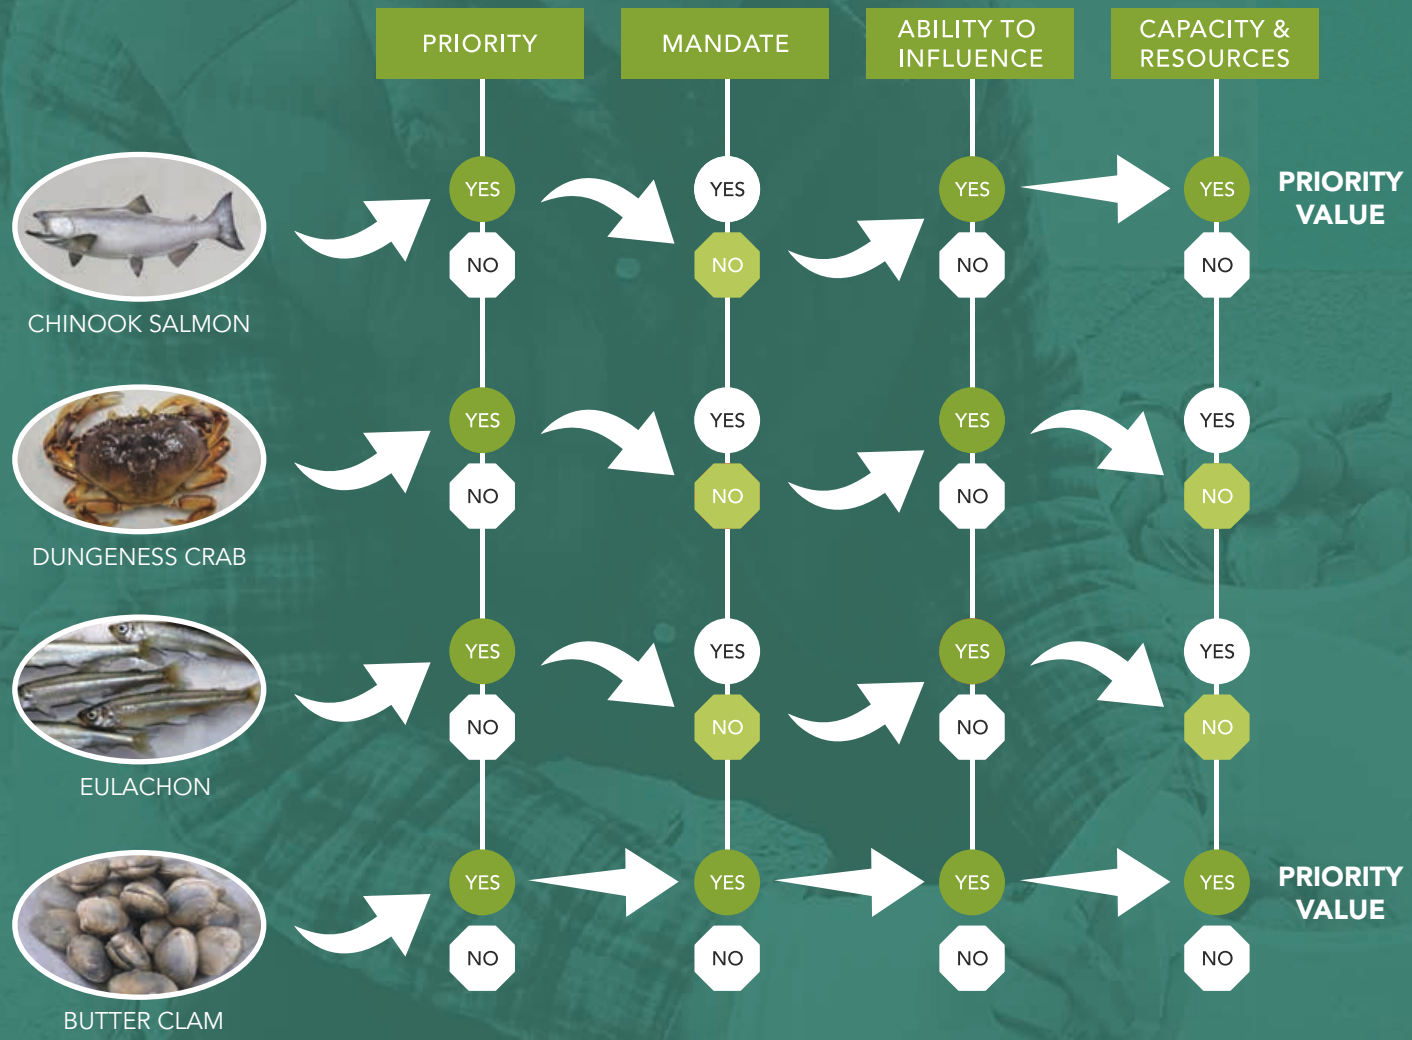 PRIORITY
MANDATE
ABILITY TO
INFLUENCE
CAPACITY &
RESOURCES
YES
YES
YES
YES
PRIORITY
VALUE
NO
NO
NO
NO
CHINOOK SALMON
YES
YES
YES
YES
NO
NO
NO
NO
DUNGENESS CRAB
YES
YES
YES
YES
NO
NO
NO
NO
EULACHON
YES
YES
YES
YES
PRIORITY
VALUE
NO
NO
NO
NO
BUTTER CLAM